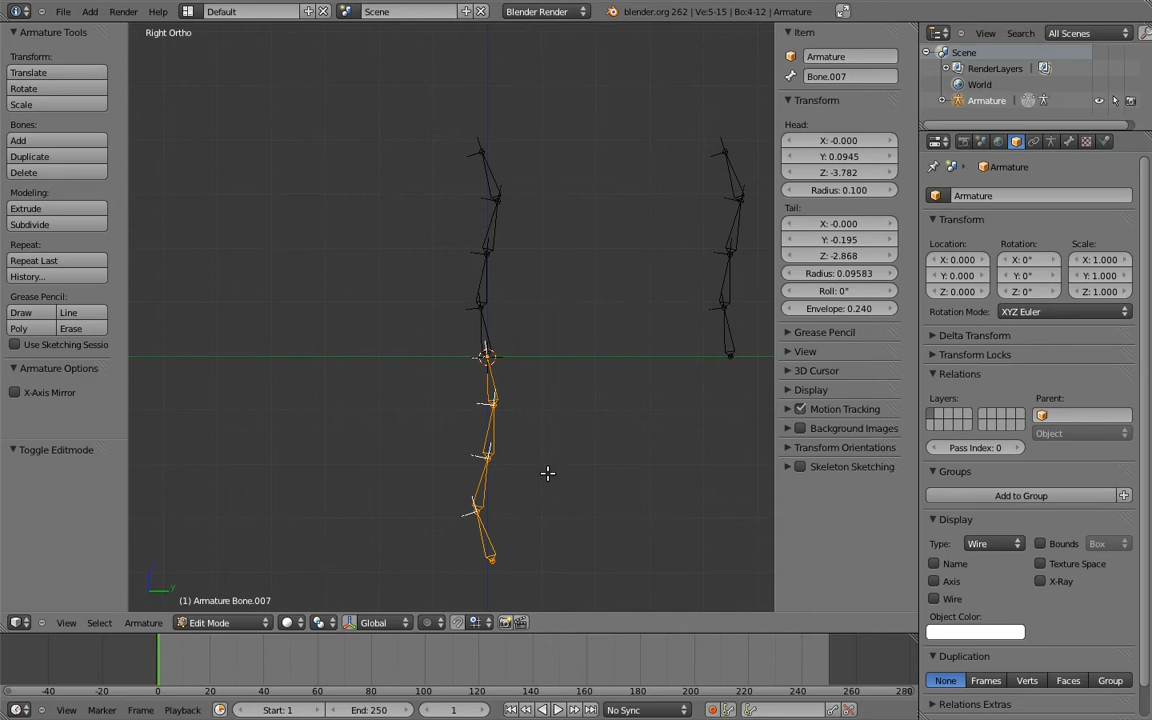 File Add Render Help Default Scene Blender Render blender.org 262 | Ve:5-15 | Bo:4-12 | Armature
Armature Tools
Transform:
Translate
Rotate
Scale
Bones:
Add
Duplicate
Delete
Modeling:
Extrude
Subdivide
Repeat:
Repeat Last
History...
Grease Pencil:
Draw Line
Poly Erase
Use Sketching Sessio
Armature Options
X-Axis Mirror
Toggle Editmode
Right Ortho
z
y
(1) Armature Bone.007
Item
Armature
Bone.007
Transform
Head:
X: -0.000
Y: 0.0945
Z: -3.782
Radius: 0.100
Tail:
X: -0.000
Y: -0.195
Z: -2.868
Radius: 0.09583
Roll: 0°
Envelope: 0.240
Grease Pencil
View
3D Cursor
Display
Motion Tracking
Background Images
Transform Orientations
Skeleton Sketching
View Search All Scenes
Scene
RenderLayers
World
Armature
Armature
Armature
Transform
Location: Rotation: Scale:
X: 0.000 X: 0° X: 1.000
Y: 0.000 Y: 0° Y: 1.000
Z: 0.000 Z: 0° Z: 1.000
Rotation Mode: XYZ Euler
Delta Transform
Transform Locks
Relations
Layers: Parent:
Object
Pass Index: 0
Groups
Add to Group
Display
Type: Wire Bounds Box
Name Texture Space
Axis X-Ray
Wire
Object Color:
Duplication
None Frames Verts Faces Group
Relations Extras
View Select Armature Edit Mode Global
-40 -20 0 20 40 60 80 100 120 140 160 180 200 220 240 260 280
View Marker Frame Playback Start: 1 End: 250 1 No Sync